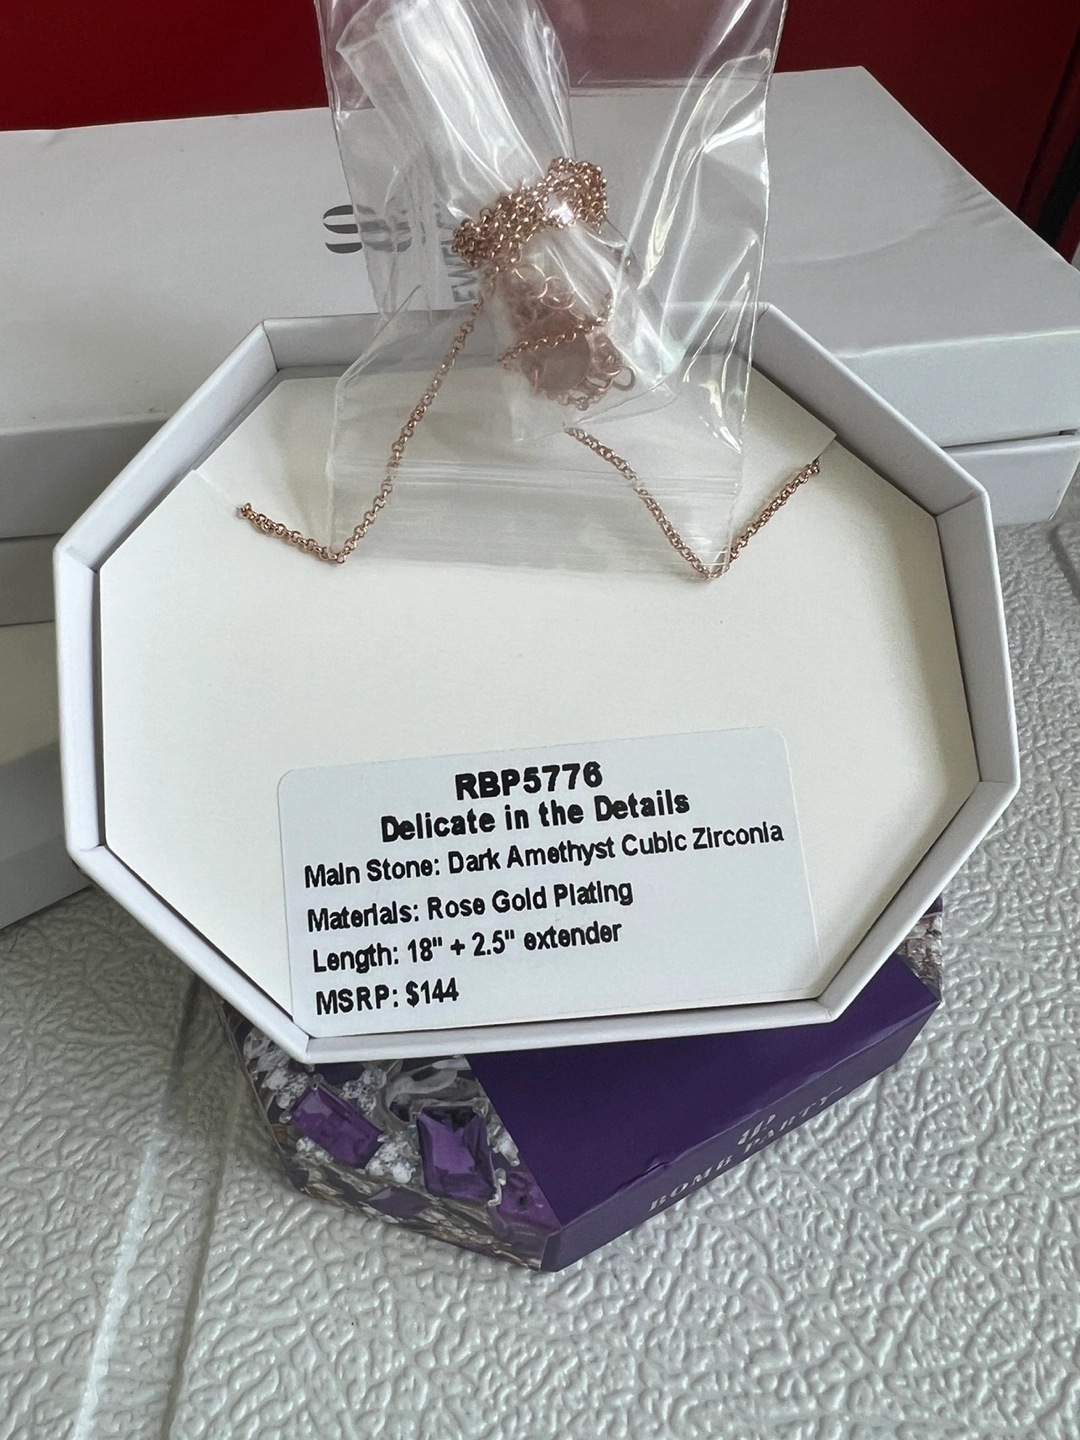 RBP5776
Delicate in the Details
Main Stone: Dark Amethyst Cubic Zirconia
Materials: Rose Gold Plating
Length: 18" + 2.5" extender
MSRP: $144
BOMB PARTY